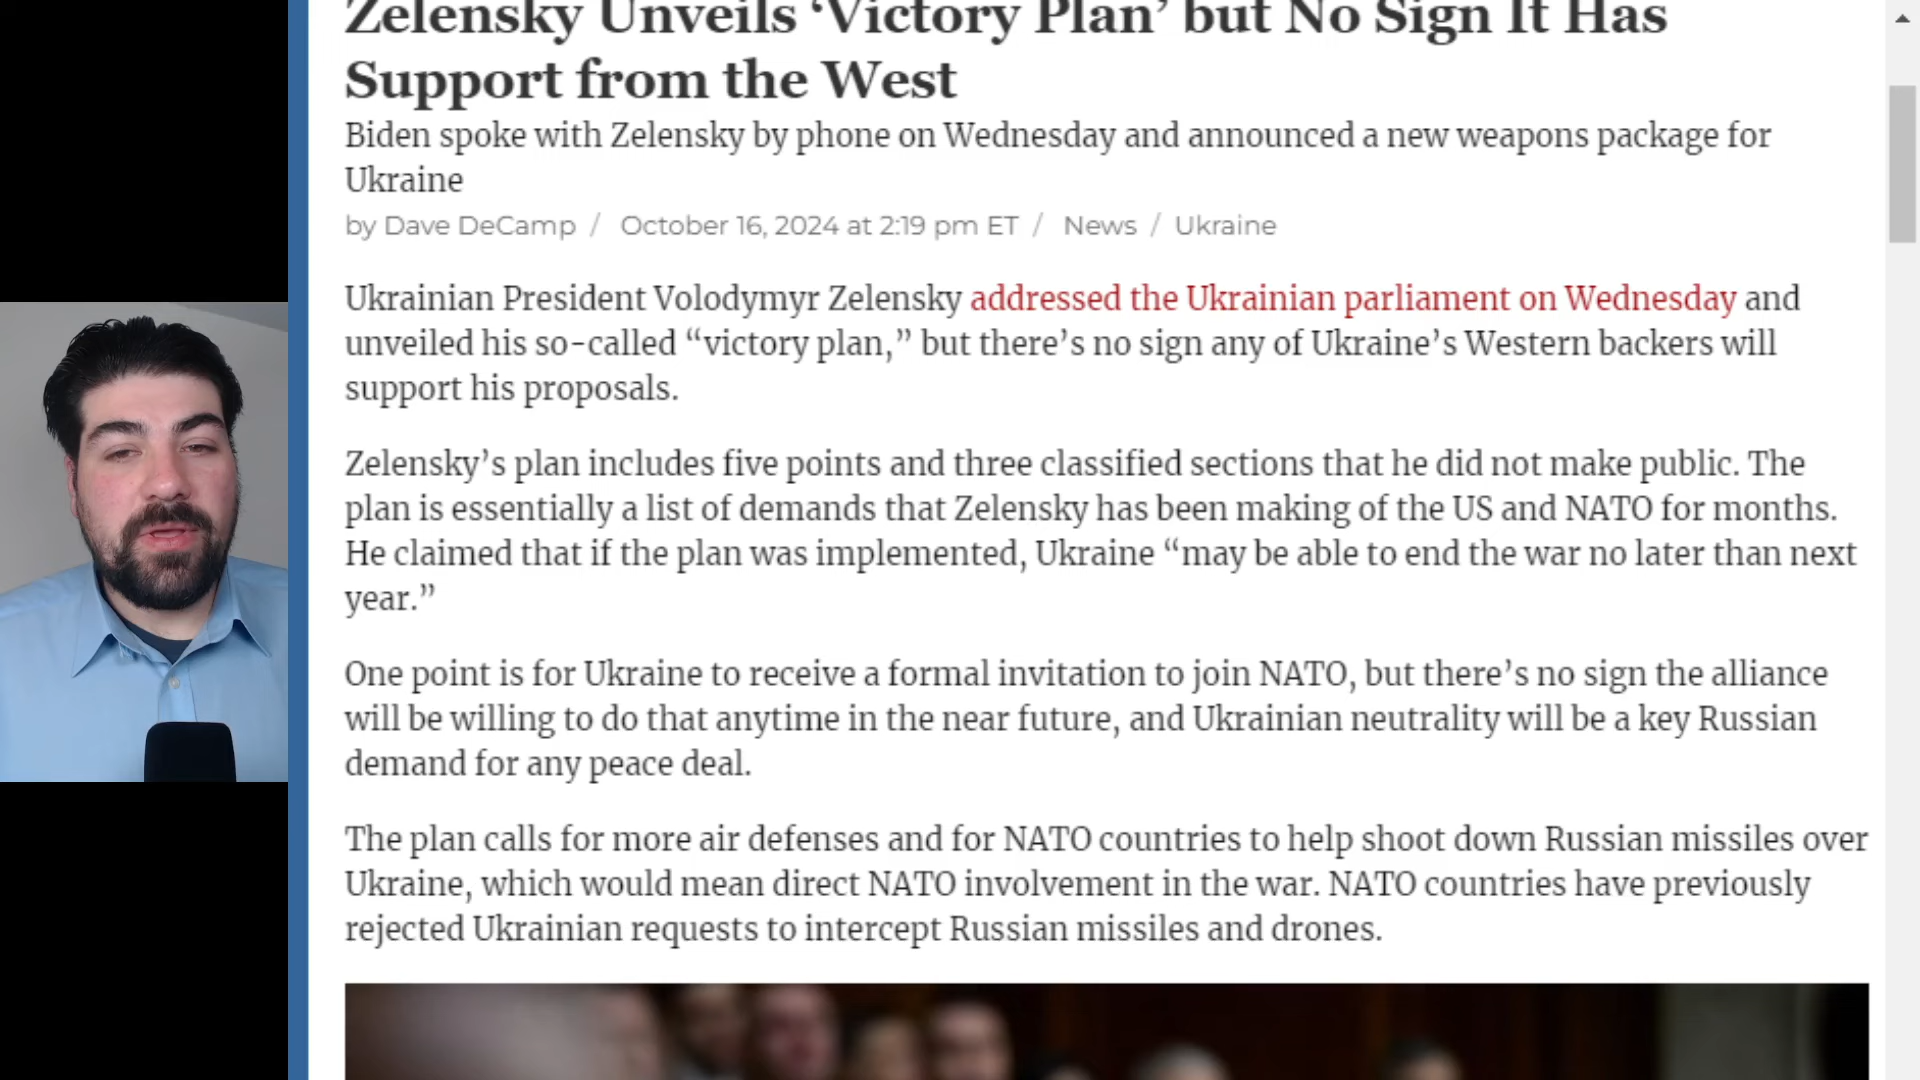 Zelensky Unveils ‘Victory Plan’ but No Sign It Has
Support from the West
Biden spoke with Zelensky by phone on Wednesday and announced a new weapons package for
Ukraine
by Dave DeCamp / October 16, 2024 at 2:19 pm ET / News / Ukraine
Ukrainian President Volodymyr Zelensky addressed the Ukrainian parliament on Wednesday and
unveiled his so-called “victory plan,” but there’s no sign any of Ukraine’s Western backers will
support his proposals.
Zelensky’s plan includes five points and three classified sections that he did not make public. The
plan is essentially a list of demands that Zelensky has been making of the US and NATO for months.
He claimed that if the plan was implemented, Ukraine “may be able to end the war no later than next
year.”
One point is for Ukraine to receive a formal invitation to join NATO, but there’s no sign the alliance
will be willing to do that anytime in the near future, and Ukrainian neutrality will be a key Russian
demand for any peace deal.
The plan calls for more air defenses and for NATO countries to help shoot down Russian missiles over
Ukraine, which would mean direct NATO involvement in the war. NATO countries have previously
rejected Ukrainian requests to intercept Russian missiles and drones.